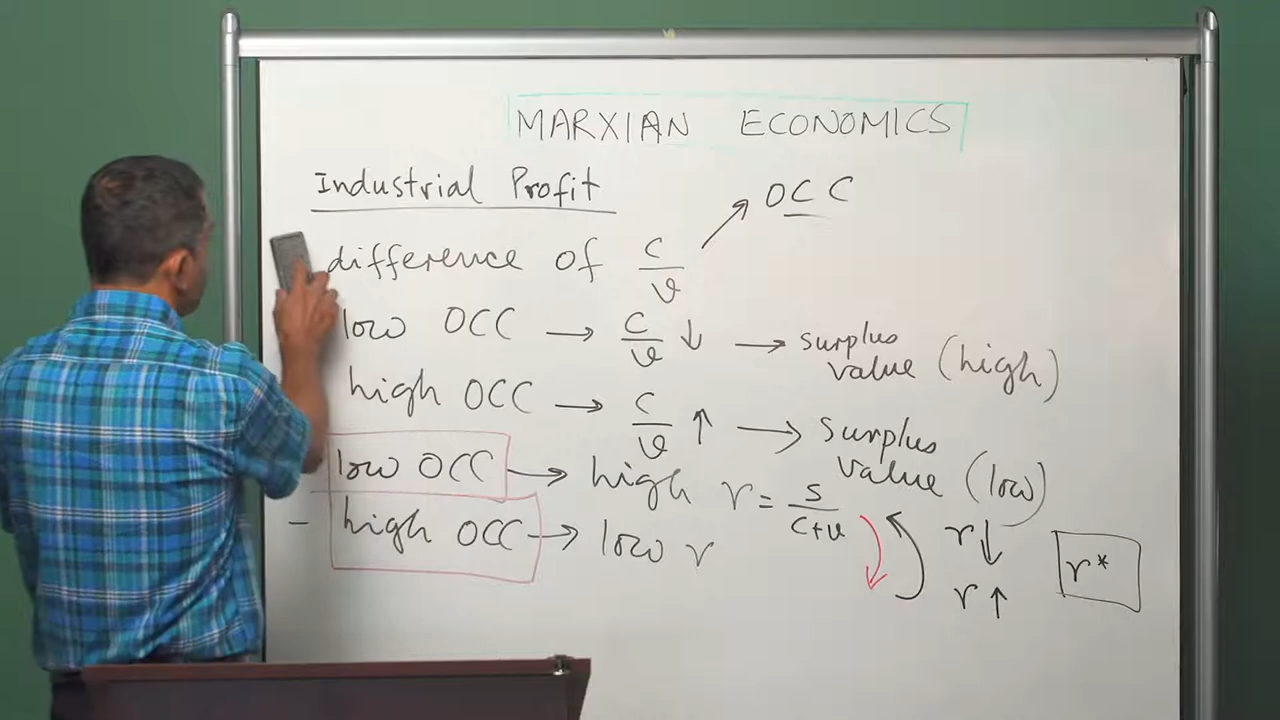 MARXIAN ECONOMICS
Industrial Profit
OCC
difference of c/v
low OCC → c/v ↓ → surplus value (high)
high OCC → c/v ↑ → surplus value (low)
low OCC → high r = s/c+v
- high OCC → low r
r ↓
r ↑
r*